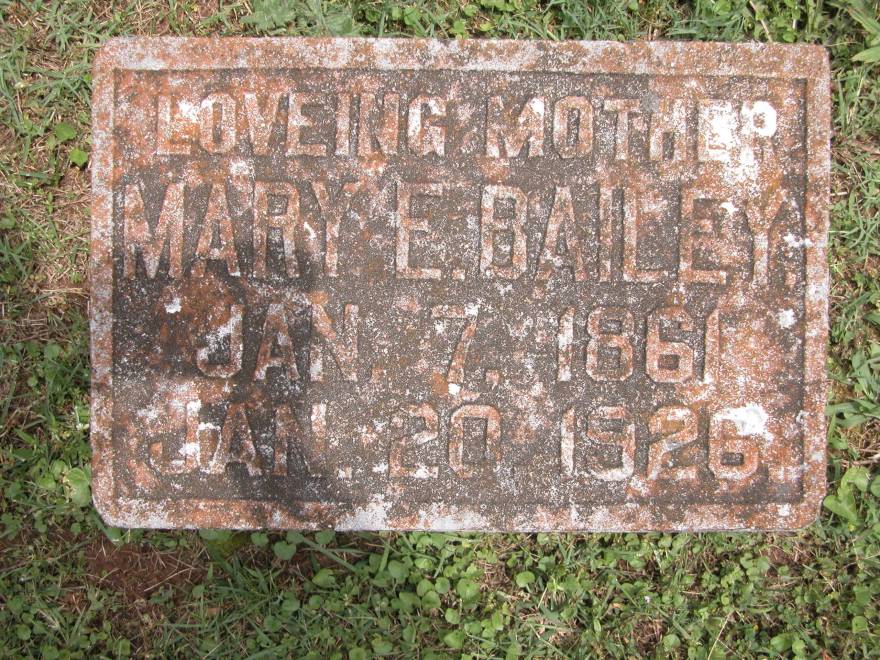 LOVEING MOTHER
MARY E. BAILEY.
JAN. 7, 1861
JAN. 20 1926